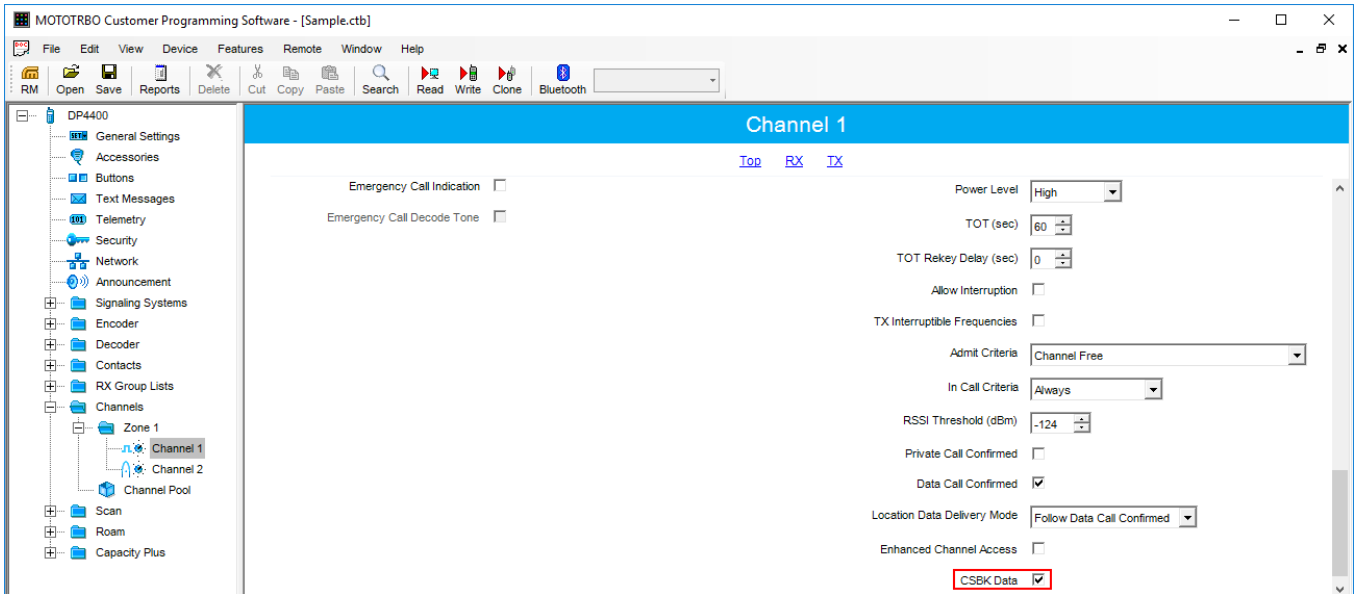 MOTOTRBO Customer Programming Software - [Sample.ctb]
File Edit View Device Features Remote Window Help
RM Open Save Reports Delete Cut Copy Paste Search Read Write Clone Bluetooth
DP4400
General Settings
Accessories
Buttons
Text Messages
Telemetry
Security
Network
Announcement
Signaling Systems
Encoder
Decoder
Contacts
RX Group Lists
Channels
Zone 1
Channel 1
Channel 2
Channel Pool
Scan
Roam
Capacity Plus
Channel 1
Top RX TX
Emergency Call Indication
Emergency Call Decode Tone
Power Level High
TOT (sec) 60
TOT Rekey Delay (sec) 0
Allow Interruption
TX Interruptible Frequencies
Admit Criteria Channel Free
In Call Criteria Always
RSSI Threshold (dBm) -124
Private Call Confirmed
Data Call Confirmed
Location Data Delivery Mode Follow Data Call Confirmed
Enhanced Channel Access
CSBK Data